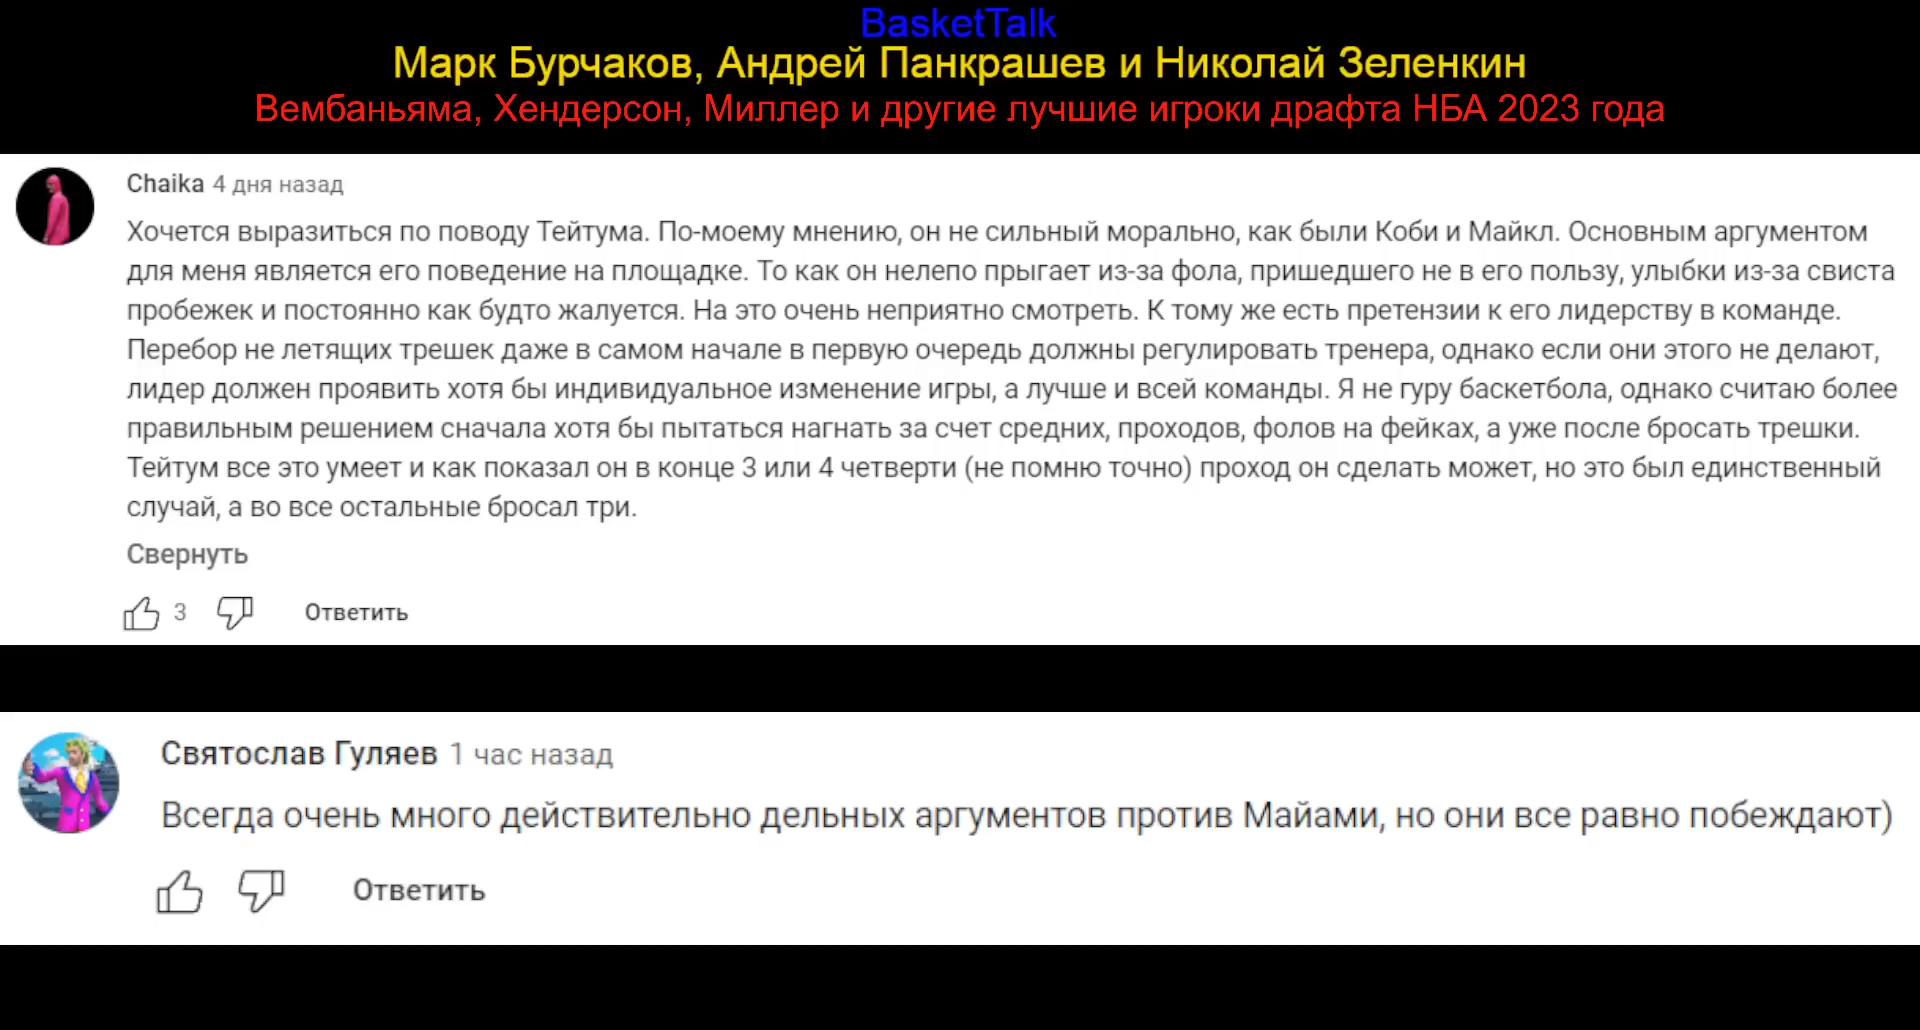 BasketTalk
Марк Бурчаков, Андрей Панкрашев и Николай Зеленкин
Вембаньяма, Хендерсон, Миллер и другие лучшие игроки драфта НБА 2023 года
Chaika 4 дня назад
Хочется выразиться по поводу Тейтума. По-моему мнению, он не сильный морально, как были Коби и Майкл. Основным аргументом
для меня является его поведение на площадке. То как он нелепо прыгает из-за фола, пришедшего не в его пользу, улыбки из-за свиста
пробежек и постоянно как будто жалуется. На это очень неприятно смотреть. К тому же есть претензии к его лидерству в команде.
Перебор не летящих трешек даже в самом начале в первую очередь должны регулировать тренера, однако если они этого не делают,
лидер должен проявить хотя бы индивидуальное изменение игры, а лучше и всей команды. Я не гуру баскетбола, однако считаю более
правильным решением сначала хотя бы пытаться нагнать за счет средних, проходов, фолов на фейках, а уже после бросать трешки.
Тейтум все это умеет и как показал он в конце 3 или 4 четверти (не помню точно) проход он сделать может, но это был единственный
случай, а во все остальные бросал три.
Свернуть
3 Ответить
Святослав Гуляев 1 час назад
Всегда очень много действительно дельных аргументов против Майами, но они все равно побеждают)
Ответить